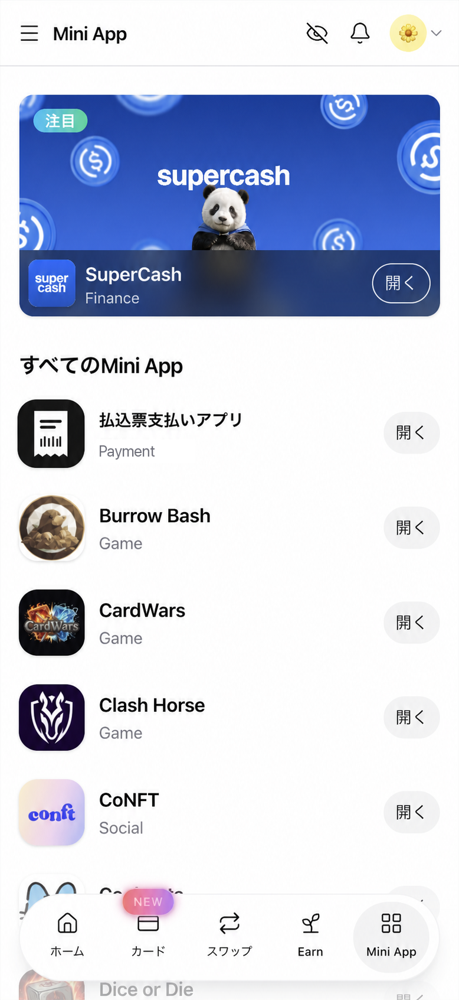 Mini App
注目
supercash
super
cash
SuperCash
Finance
開く
すべてのMini App
払込票支払いアプリ
Payment
開く
Burrow Bash
Game
開く
CardWars
CardWars
Game
開く
Clash Horse
Game
開く
conft
CoNFT
Social
開く
NEW
ホーム
カード
スワップ
Earn
Mini App
Dice or Die